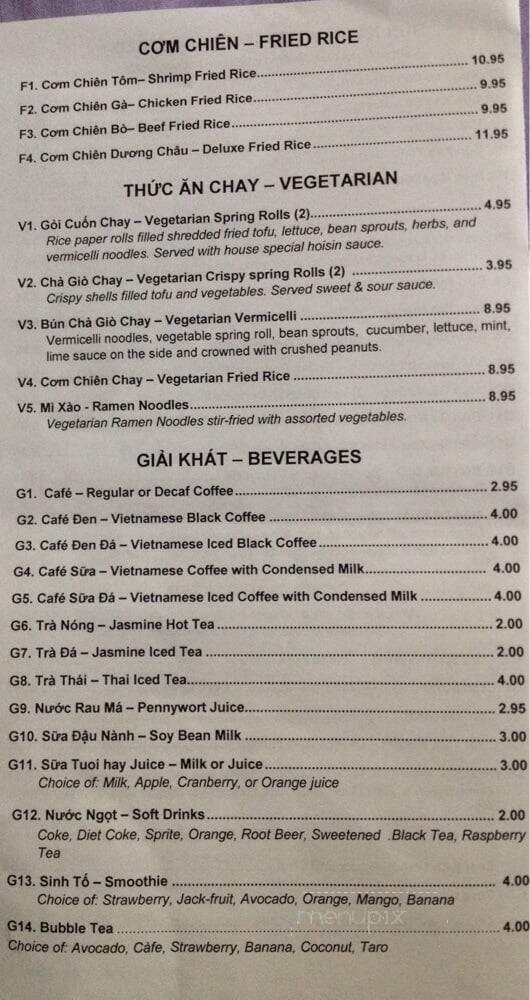 CƠM CHIÊN – FRIED RICE
F1. Cơm Chiên Tôm– Shrimp Fried Rice.......................................................... 10.95
F2. Cơm Chiên Gà– Chicken Fried Rice.......................................................... 9.95
F3. Cơm Chiên Bò– Beef Fried Rice.......................................................... 9.95
F4. Cơm Chiên Dương Châu – Deluxe Fried Rice.......................................... 11.95
THỨC ĂN CHAY – VEGETARIAN
V1. Gỏi Cuốn Chay – Vegetarian Spring Rolls (2).......................................... 4.95
Rice paper rolls filled shredded fried tofu, lettuce, bean sprouts, herbs, and
vermicelli noodles. Served with house special hoisin sauce.
V2. Chả Giò Chay – Vegetarian Crispy spring Rolls (2) ................................ 3.95
Crispy shells filled tofu and vegetables. Served sweet & sour sauce.
V3. Bún Chả Giò Chay – Vegetarian Vermicelli .......................................... 8.95
Vermicelli noodles, vegetable spring roll, bean sprouts, cucumber, lettuce, mint,
lime sauce on the side and crowned with crushed peanuts.
V4. Cơm Chiên Chay – Vegetarian Fried Rice .......................................... 8.95
V5. Mì Xào - Ramen Noodles.......................................................... 8.95
Vegetarian Ramen Noodles stir-fried with assorted vegetables.
GIẢI KHÁT – BEVERAGES
G1. Café – Regular or Decaf Coffee.................................................. 2.95
G2. Café Đen – Vietnamese Black Coffee .......................................... 4.00
G3. Café Đen Đá – Vietnamese Iced Black Coffee................................ 4.00
G4. Café Sữa – Vietnamese Coffee with Condensed Milk...................... 4.00
G5. Café Sữa Đá – Vietnamese Iced Coffee with Condensed Milk ............ 4.00
G6. Trà Nóng – Jasmine Hot Tea .................................................. 2.00
G7. Trà Đá – Jasmine Iced Tea .................................................. 2.00
G8. Trà Thái – Thai Iced Tea.......................................................... 4.00
G9. Nước Rau Má – Pennywort Juice.................................................. 2.95
G10. Sữa Đậu Nành – Soy Bean Milk .................................................. 3.00
G11. Sữa Tuoi hay Juice – Milk or Juice.......................................... 3.00
Choice of: Milk, Apple, Cranberry, or Orange juice
G12. Nước Ngọt – Soft Drinks.......................................................... 2.00
Coke, Diet Coke, Sprite, Orange, Root Beer, Sweetened .Black Tea, Raspberry
Tea
G13. Sinh Tố – Smoothie .......................................................... 4.00
Choice of: Strawberry, Jack-fruit, Avocado, Orange, Mango, Banana
menupix
G14. Bubble Tea .................................................................. 4.00
Choice of: Avocado, Càfe, Strawberry, Banana, Coconut, Taro